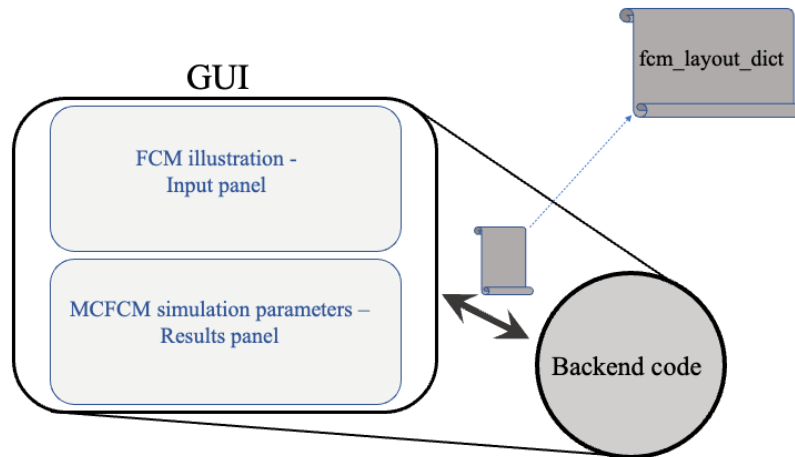 fcm_layout_dict
GUI
FCM illustration -
Input panel
MCFCM simulation parameters –
Results panel
Backend code